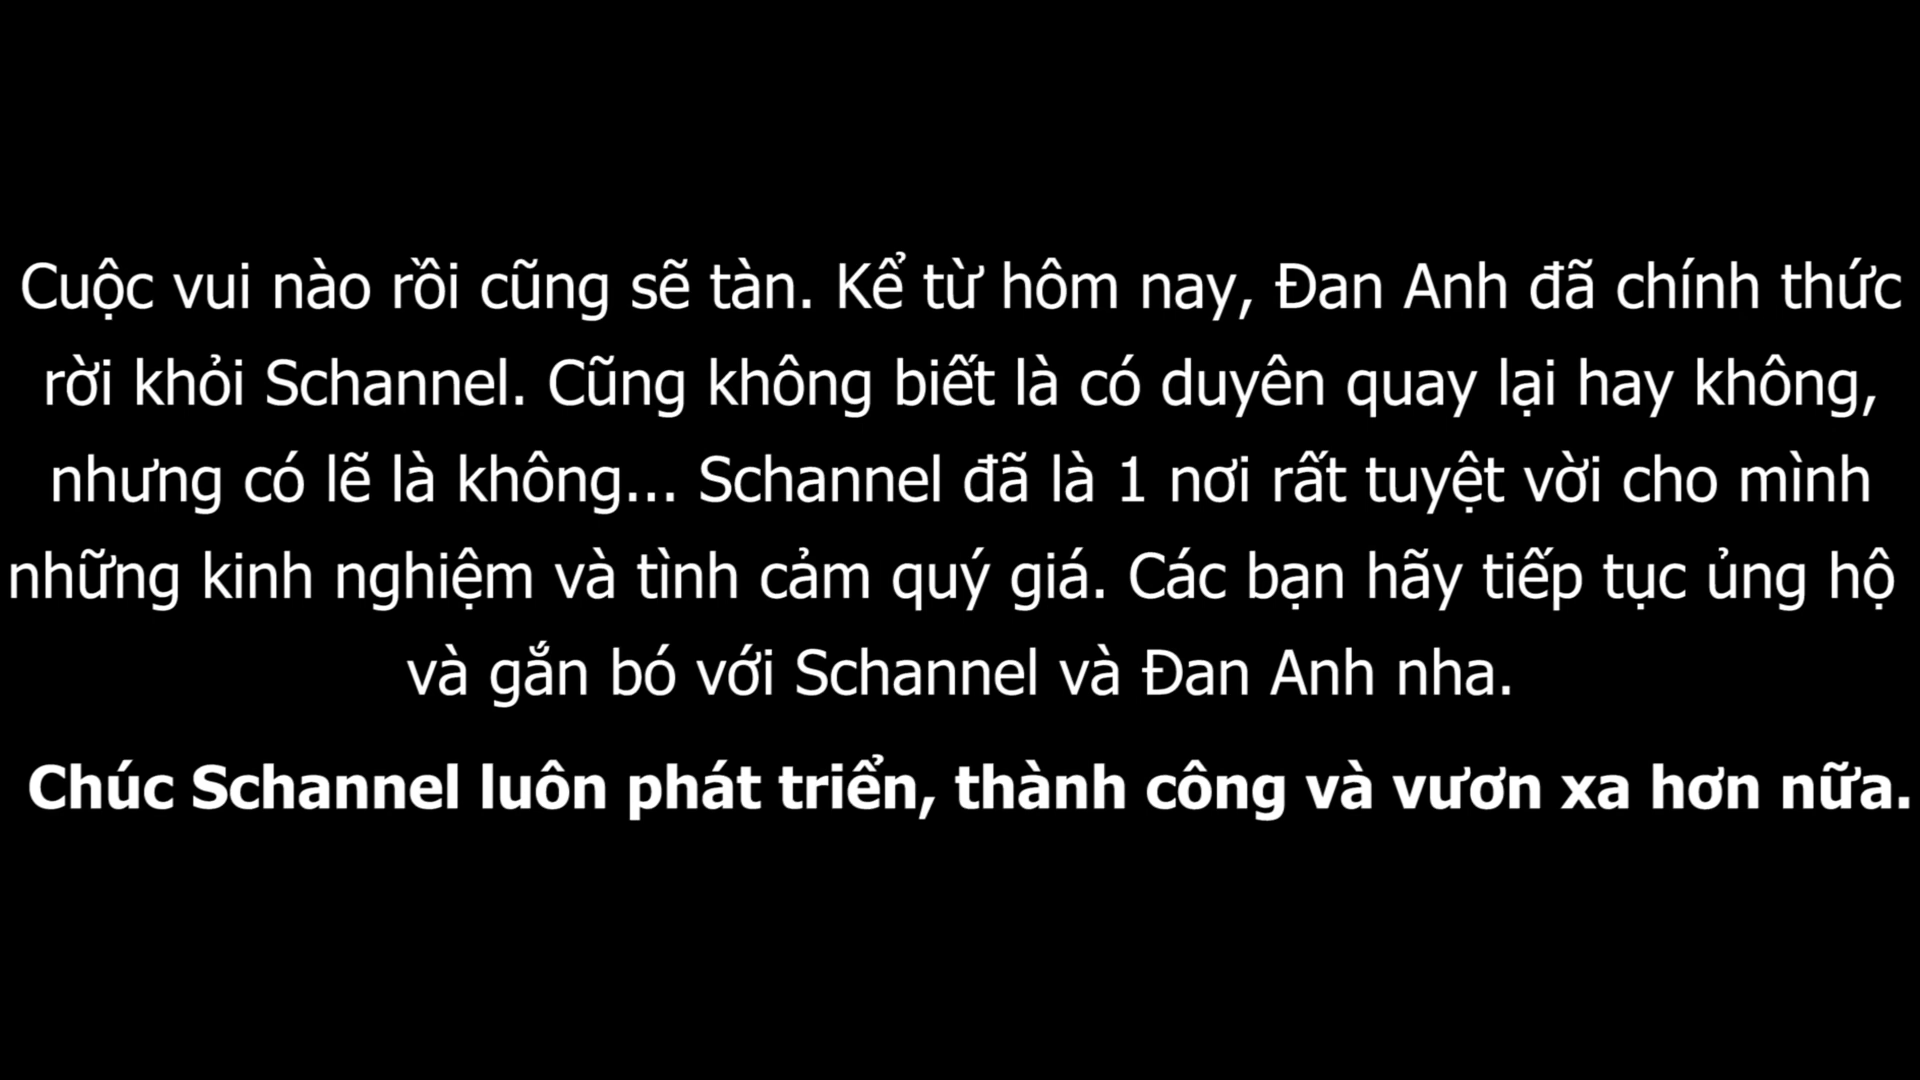 Cuộc vui nào rồi cũng sẽ tàn. Kể từ hôm nay, Đan Anh đã chính thức
rời khỏi Schannel. Cũng không biết là có duyên quay lại hay không,
nhưng có lẽ là không... Schannel đã là 1 nơi rất tuyệt vời cho mình
những kinh nghiệm và tình cảm quý giá. Các bạn hãy tiếp tục ủng hộ
và gắn bó với Schannel và Đan Anh nha.
Chúc Schannel luôn phát triển, thành công và vươn xa hơn nữa.